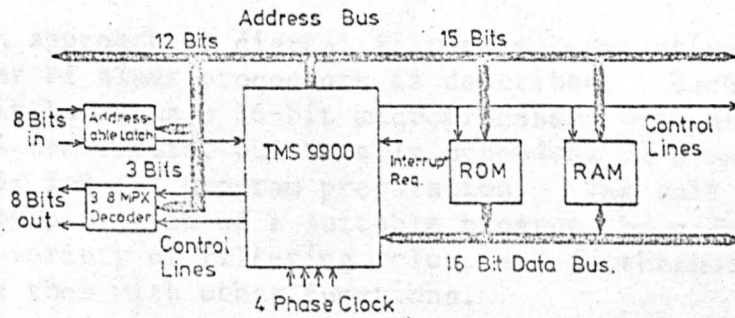 Address Bus
12 Bits
15 Bits
8 Bits
in
Address-
able Latch
3 Bits
8 Bits
out
3-8 MPX
Decoder
Control
Lines
TMS 9900
Interrupt
Req.
ROM
RAM
Control
Lines
16 Bit Data Bus.
4 Phase Clock